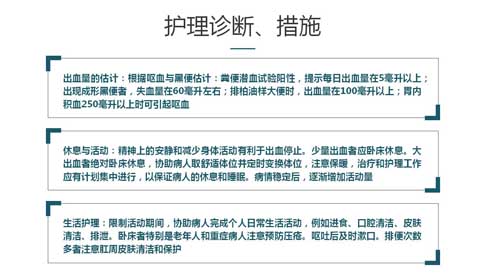 护理诊断、措施
出血量的估计：根据呕血与黑便估计：粪便潜血试验阳性，提示每日出血量在5毫升以上；
出现成形黑便者，失血量在60毫升左右；排柏油样大便时，出血量在100毫升以上；胃内
积血250毫升以上时可引起呕血
休息与活动：精神上的安静和减少身体活动有利于出血停止。少量出血者应卧床休息。大
出血者绝对卧床休息，协助病人取舒适体位并定时变换体位，注意保暖，治疗和护理工作
应有计划集中进行，以保证病人的休息和睡眠。病情稳定后，逐渐增加活动量
生活护理：限制活动期间，协助病人完成个人日常生活活动，例如进食、口腔清洁、皮肤
清洁、排泄。卧床者特别是老年人和重症病人注意预防压疮。呕吐后及时漱口。排便次数
多者注意肛周皮肤清洁和保护